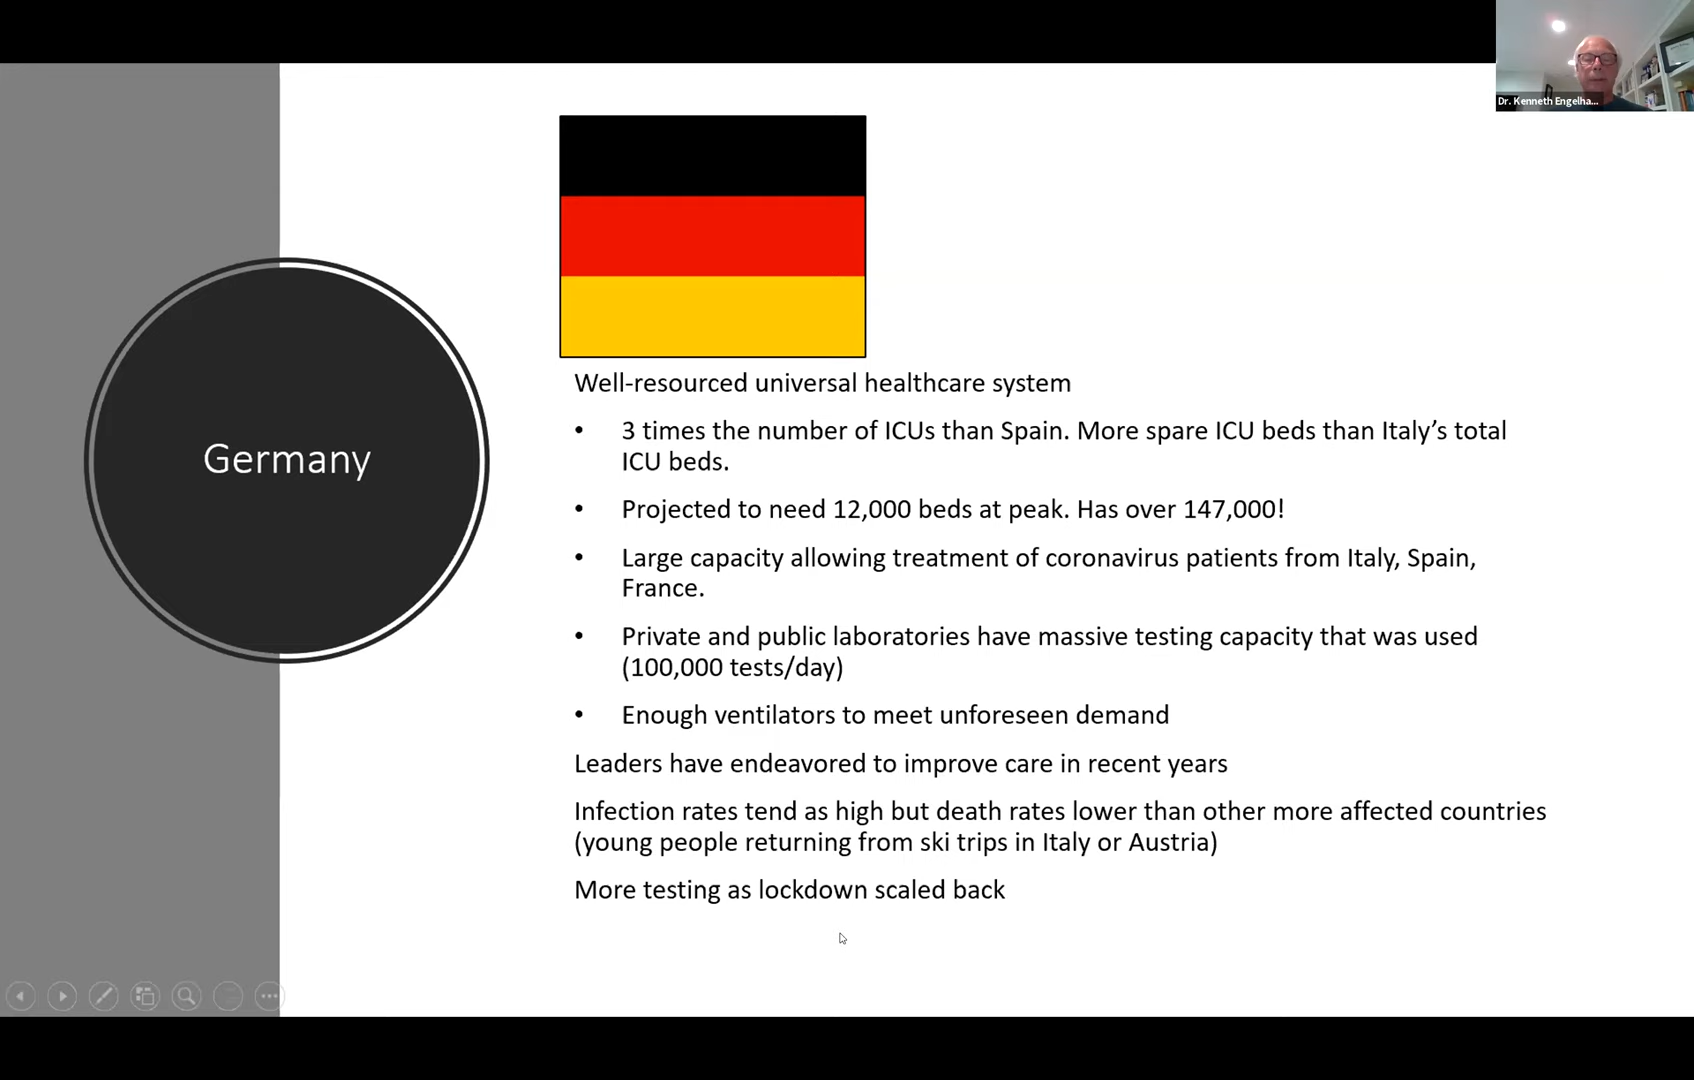 Dr. Kenneth Engelha...
Germany
Well-resourced universal healthcare system
• 3 times the number of ICUs than Spain. More spare ICU beds than Italy’s total
ICU beds.
• Projected to need 12,000 beds at peak. Has over 147,000!
• Large capacity allowing treatment of coronavirus patients from Italy, Spain,
France.
• Private and public laboratories have massive testing capacity that was used
(100,000 tests/day)
• Enough ventilators to meet unforeseen demand
Leaders have endeavored to improve care in recent years
Infection rates tend as high but death rates lower than other more affected countries
(young people returning from ski trips in Italy or Austria)
More testing as lockdown scaled back